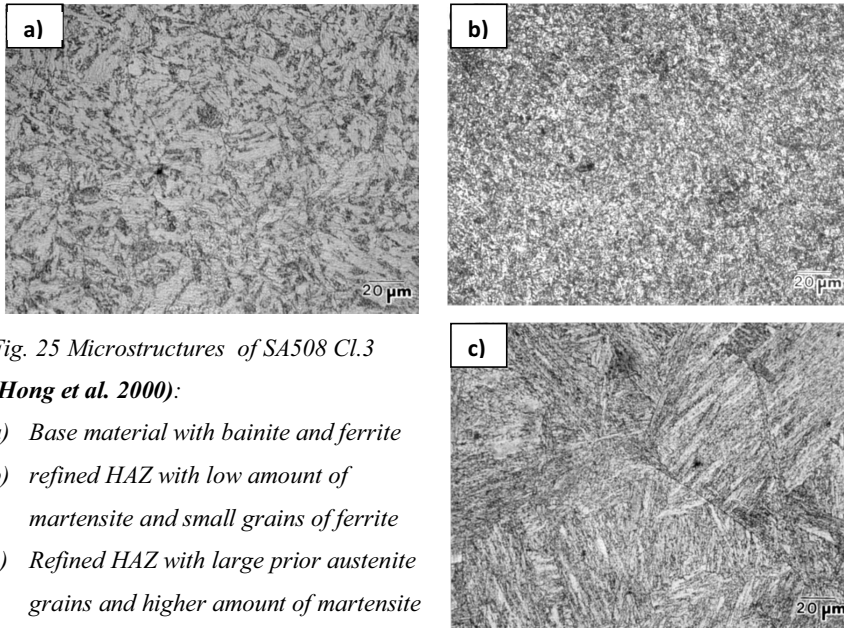 a)
20 µm
b)
20 µm
Fig. 25 Microstructures of SA508 Cl.3
(Hong et al. 2000):
a) Base material with bainite and ferrite
b) refined HAZ with low amount of
martensite and small grains of ferrite
c) Refined HAZ with large prior austenite
grains and higher amount of martensite
c)
20 µm